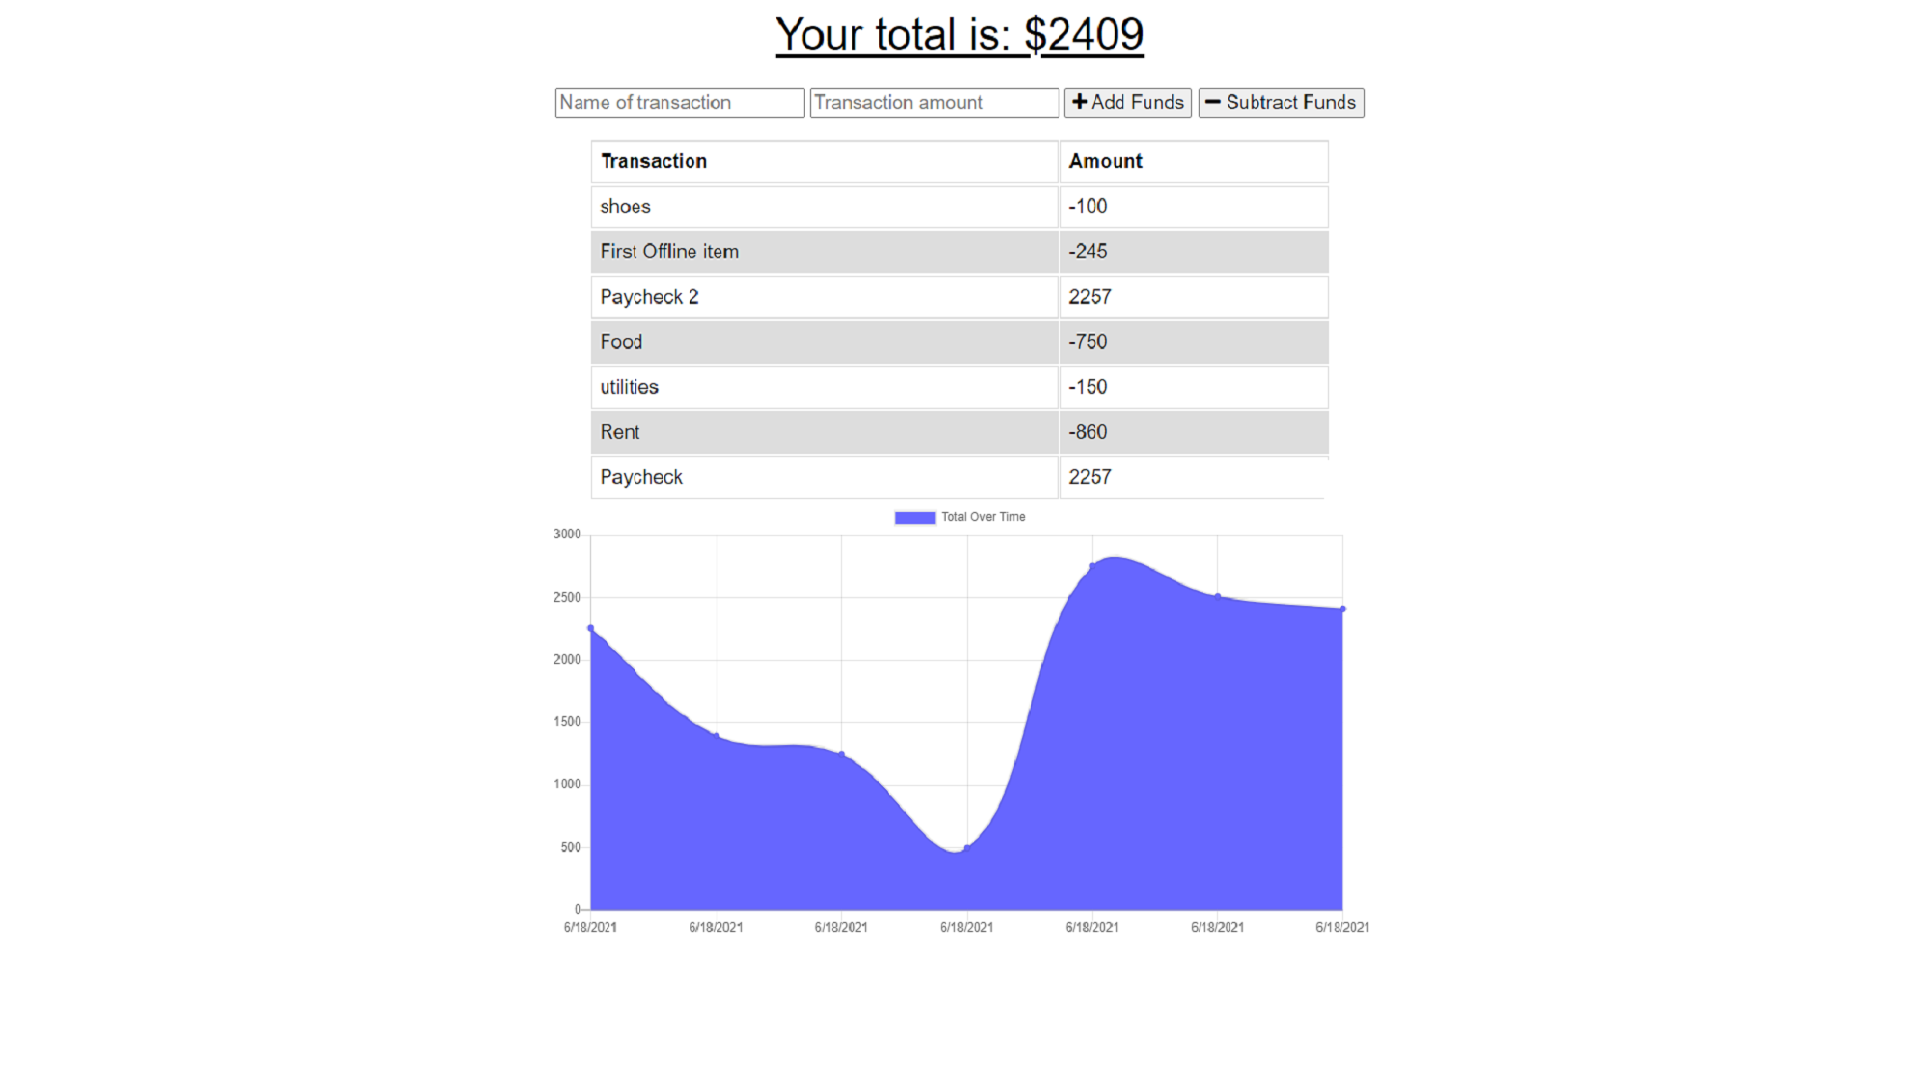 Your total is: $2409
Name of transaction Transaction amount + Add Funds − Subtract Funds
Transaction Amount
shoes -100
First Offline item -245
Paycheck 2 2257
Food -750
utilities -150
Rent -860
Paycheck 2257
Total Over Time
3000
2500
2000
1500
1000
500
0
6/18/2021 6/18/2021 6/18/2021 6/18/2021 6/18/2021 6/18/2021 6/18/2021